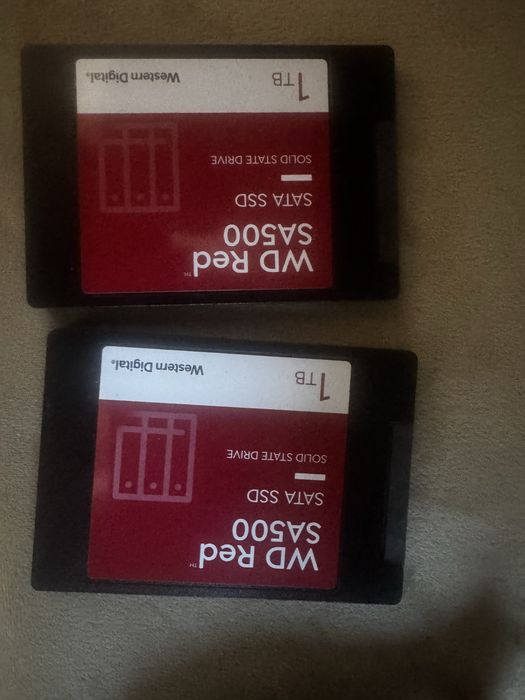 WD Red™
SA500
SATA SSD
SOLID STATE DRIVE
1TB
Western Digital®
WD Red™
SA500
SATA SSD
SOLID STATE DRIVE
1TB
Western Digital®